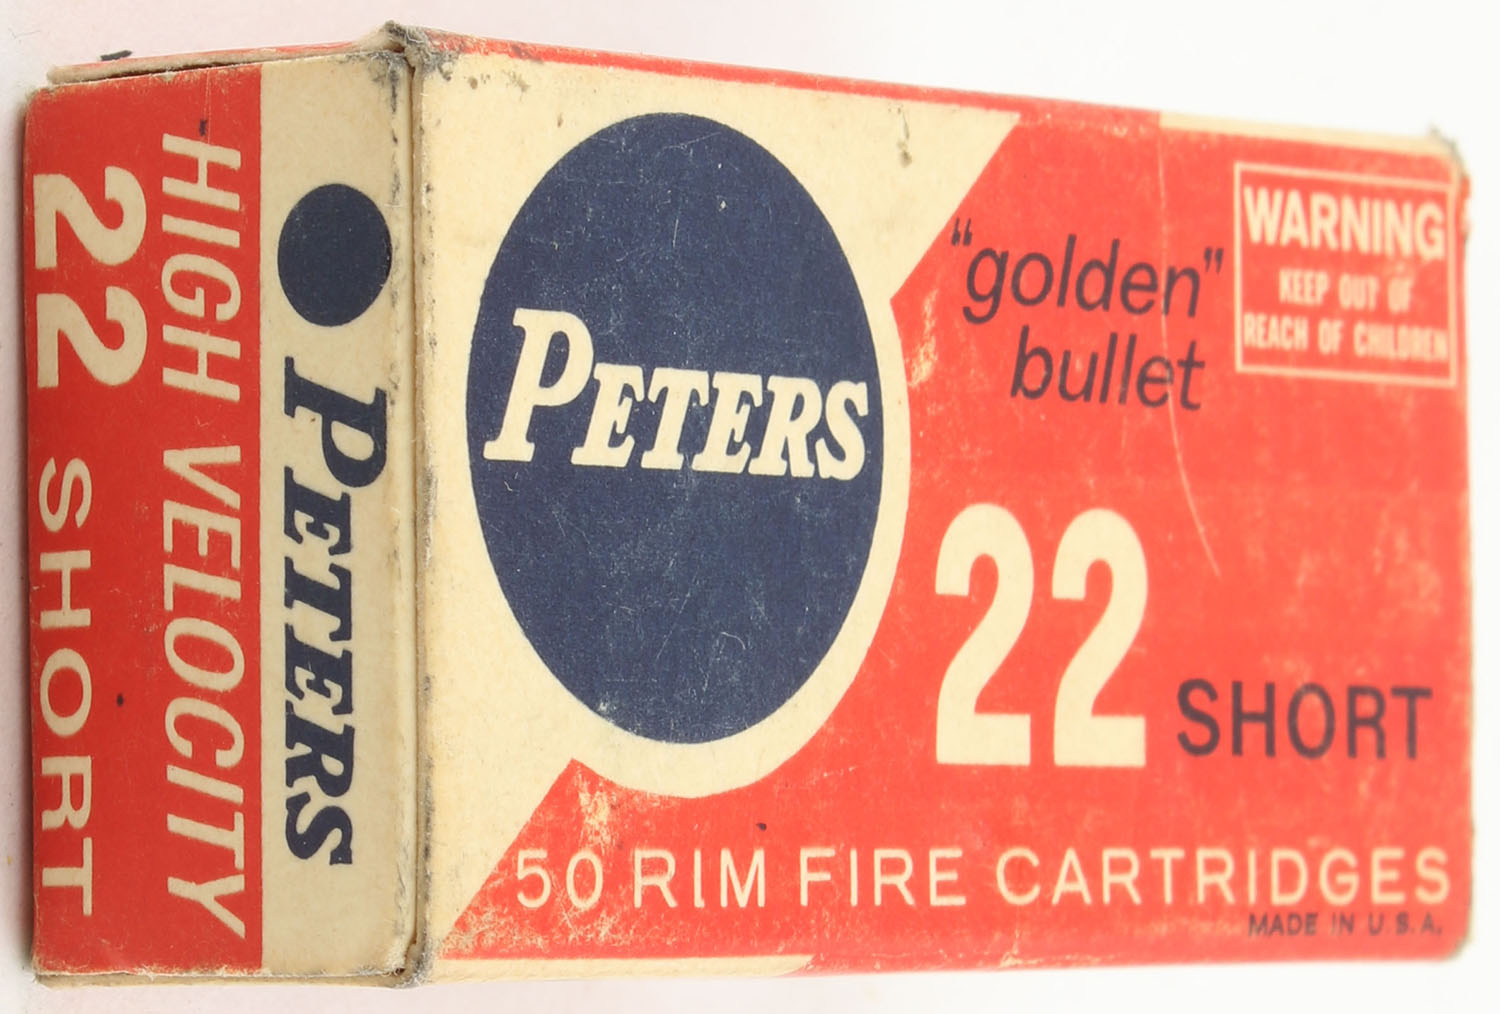 PETERS
"golden"
bullet
WARNING
KEEP OUT OF
REACH OF CHILDREN
22 SHORT
50 RIM FIRE CARTRIDGES
MADE IN U.S.A.
PETERS
HIGH VELOCITY
22 SHORT